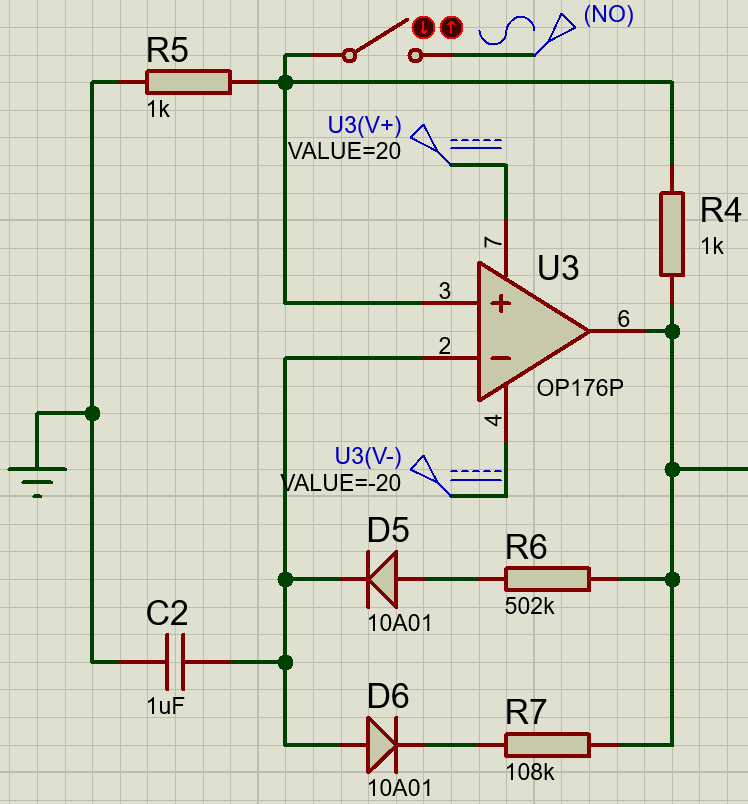 (NO)
R5
1k
U3(V+)
VALUE=20
R4
1k
7
U3
3
6
2
OP176P
4
U3(V-)
VALUE=-20
D5
R6
502k
10A01
C2
1uF
D6
R7
108k
10A01